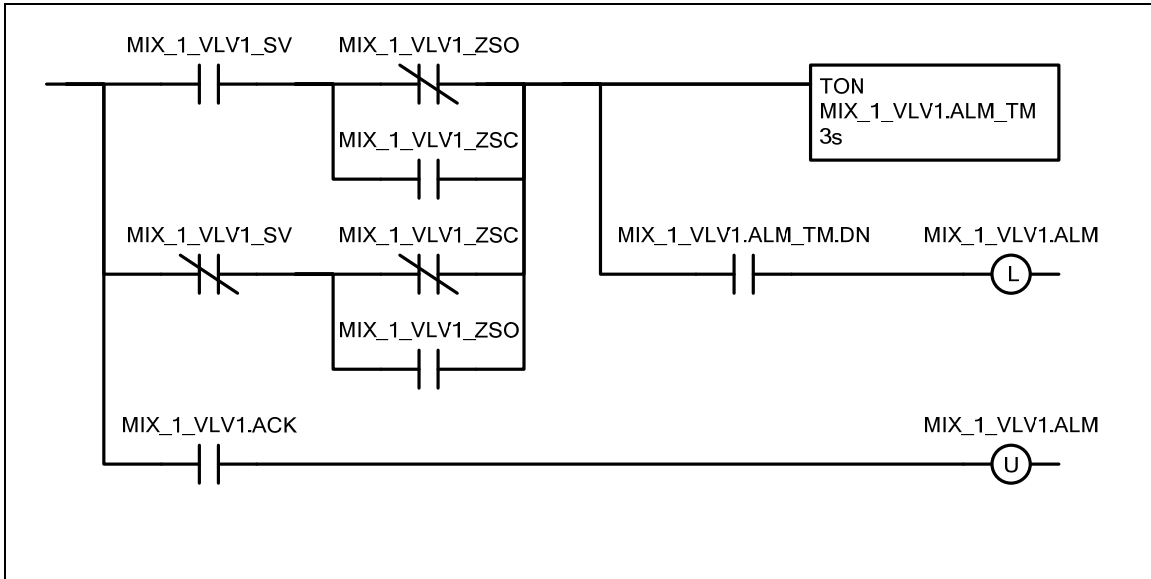 MIX_1_VLV1_SV MIX_1_VLV1_ZSO
TON
MIX_1_VLV1.ALM_TM
3s
MIX_1_VLV1_ZSC
MIX_1_VLV1_SV MIX_1_VLV1_ZSC MIX_1_VLV1.ALM_TM.DN MIX_1_VLV1.ALM
L
MIX_1_VLV1_ZSO
MIX_1_VLV1.ACK MIX_1_VLV1.ALM
U